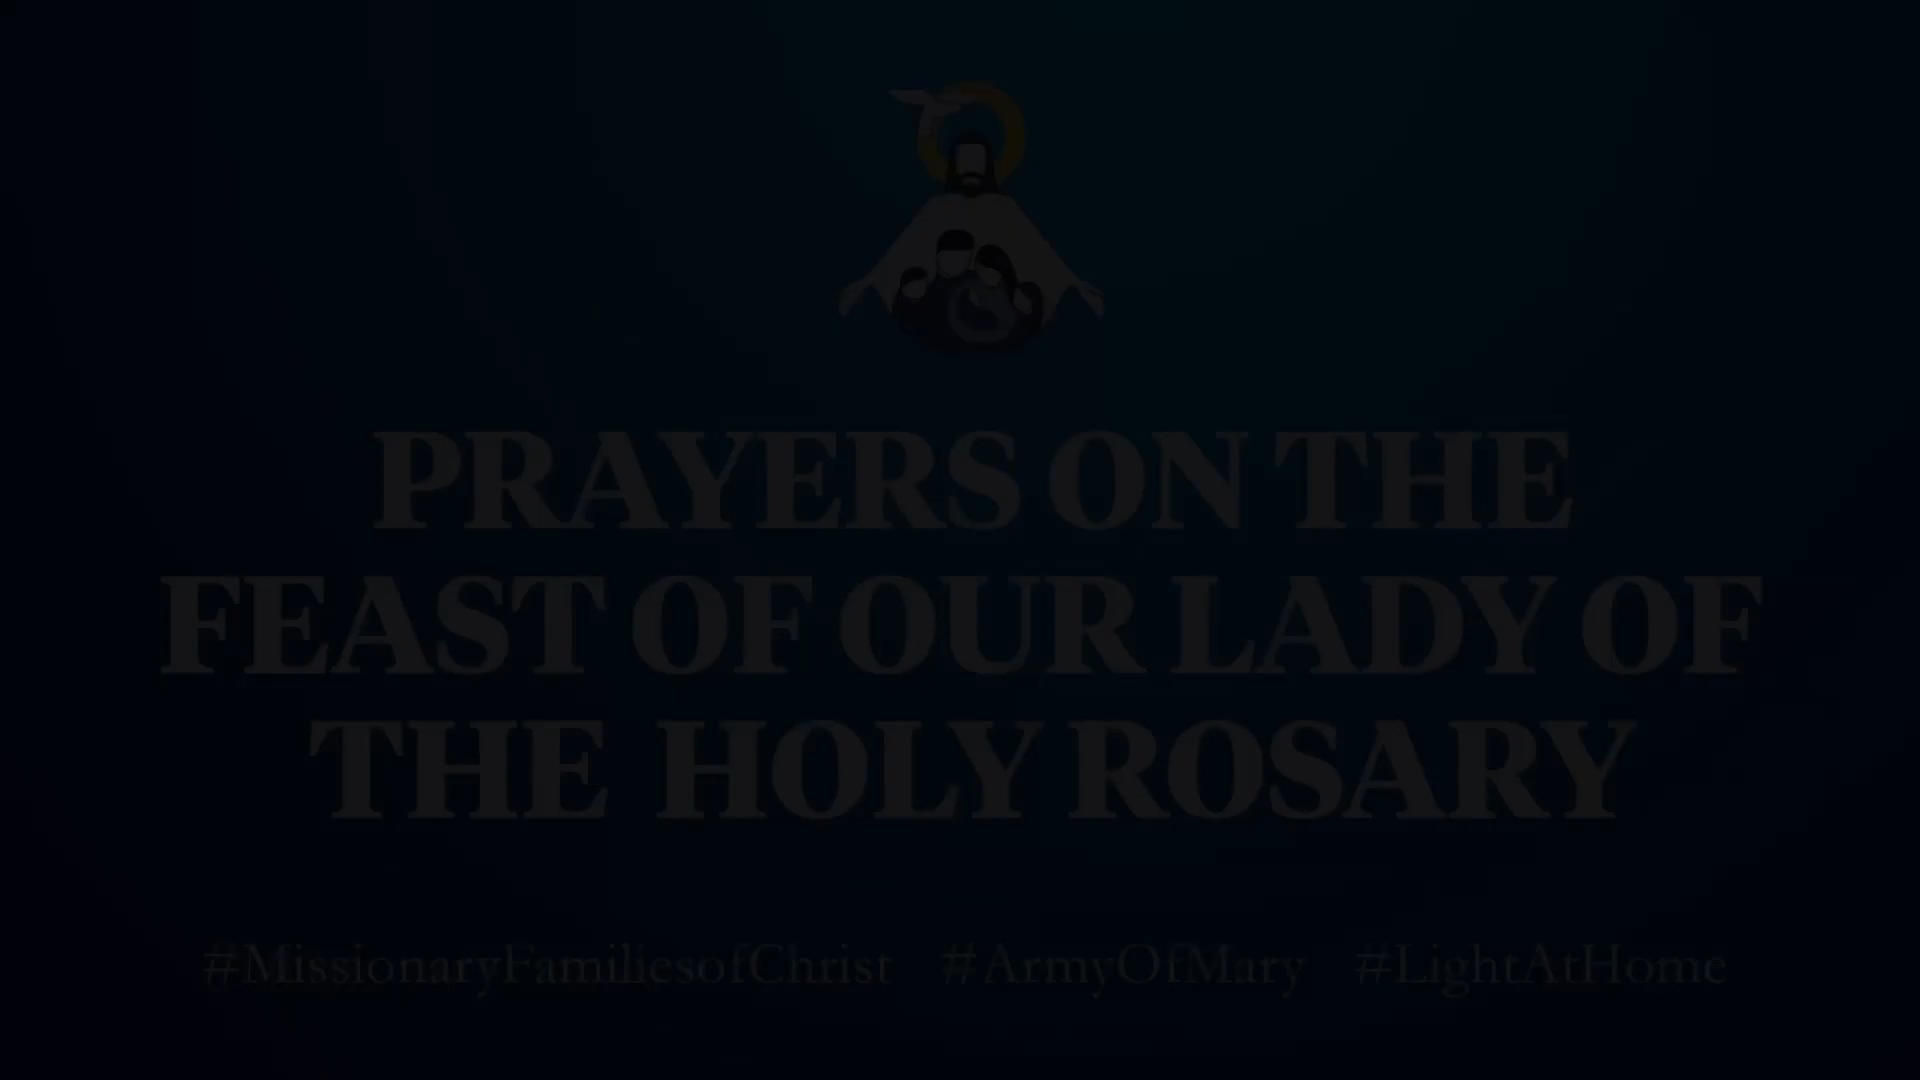 PRAYERS ON THE
FEAST OF OUR LADY OF
THE HOLY ROSARY
#MissionaryFamiliesofChrist #ArmyOfMary #LightAtHome